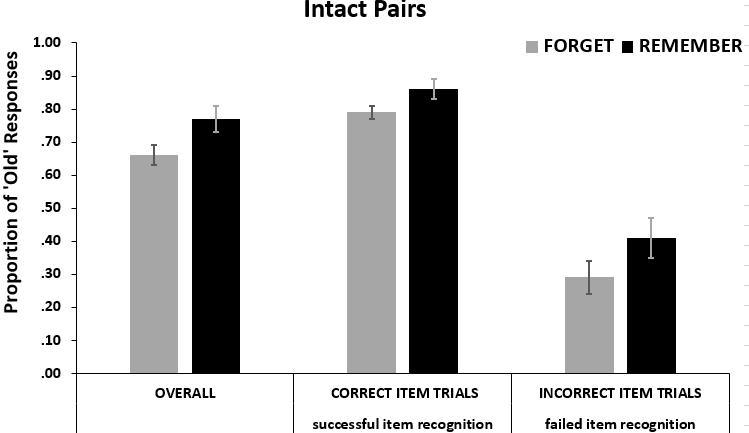 Intact Pairs
FORGET REMEMBER
Proportion of 'Old' Responses
1.00
.90
.80
.70
.60
.50
.40
.30
.20
.10
.00
OVERALL CORRECT ITEM TRIALS INCORRECT ITEM TRIALS
successful item recognition failed item recognition